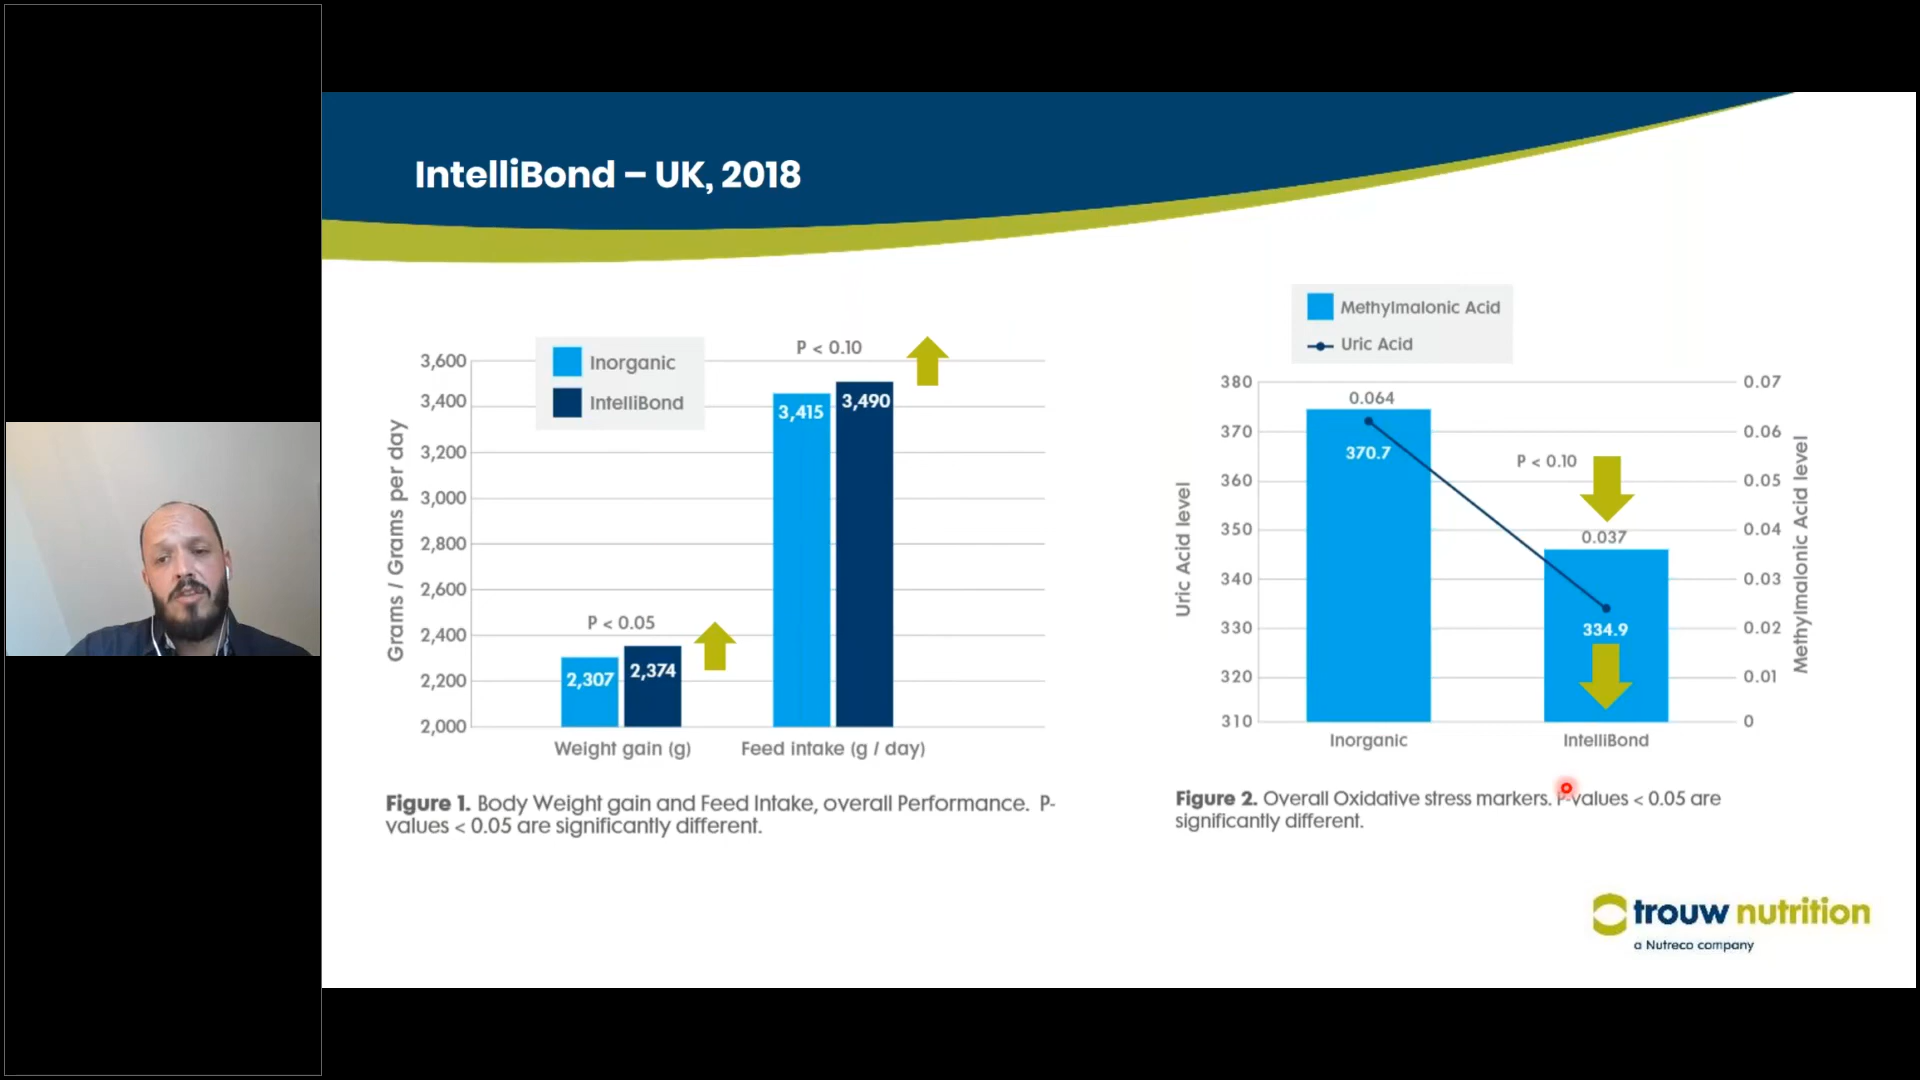 IntelliBond – UK, 2018
Inorganic
IntelliBond
P < 0.10
3,600
3,400
3,200
3,000
2,800
2,600
2,400
2,200
2,000
Grams / Grams per day
3,415
3,490
P < 0.05
2,307
2,374
Weight gain (g)
Feed intake (g / day)
Figure 1. Body Weight gain and Feed Intake, overall Performance. P-
values < 0.05 are significantly different.
Methylmalonic Acid
Uric Acid
380
370
360
350
340
330
320
310
Uric Acid level
0.064
370.7
P < 0.10
0.037
334.9
0.07
0.06
0.05
0.04
0.03
0.02
0.01
0
Methylmalonic Acid level
Inorganic
IntelliBond
Figure 2. Overall Oxidative stress markers. P-values < 0.05 are
significantly different.
trouw nutrition
a Nutreco company